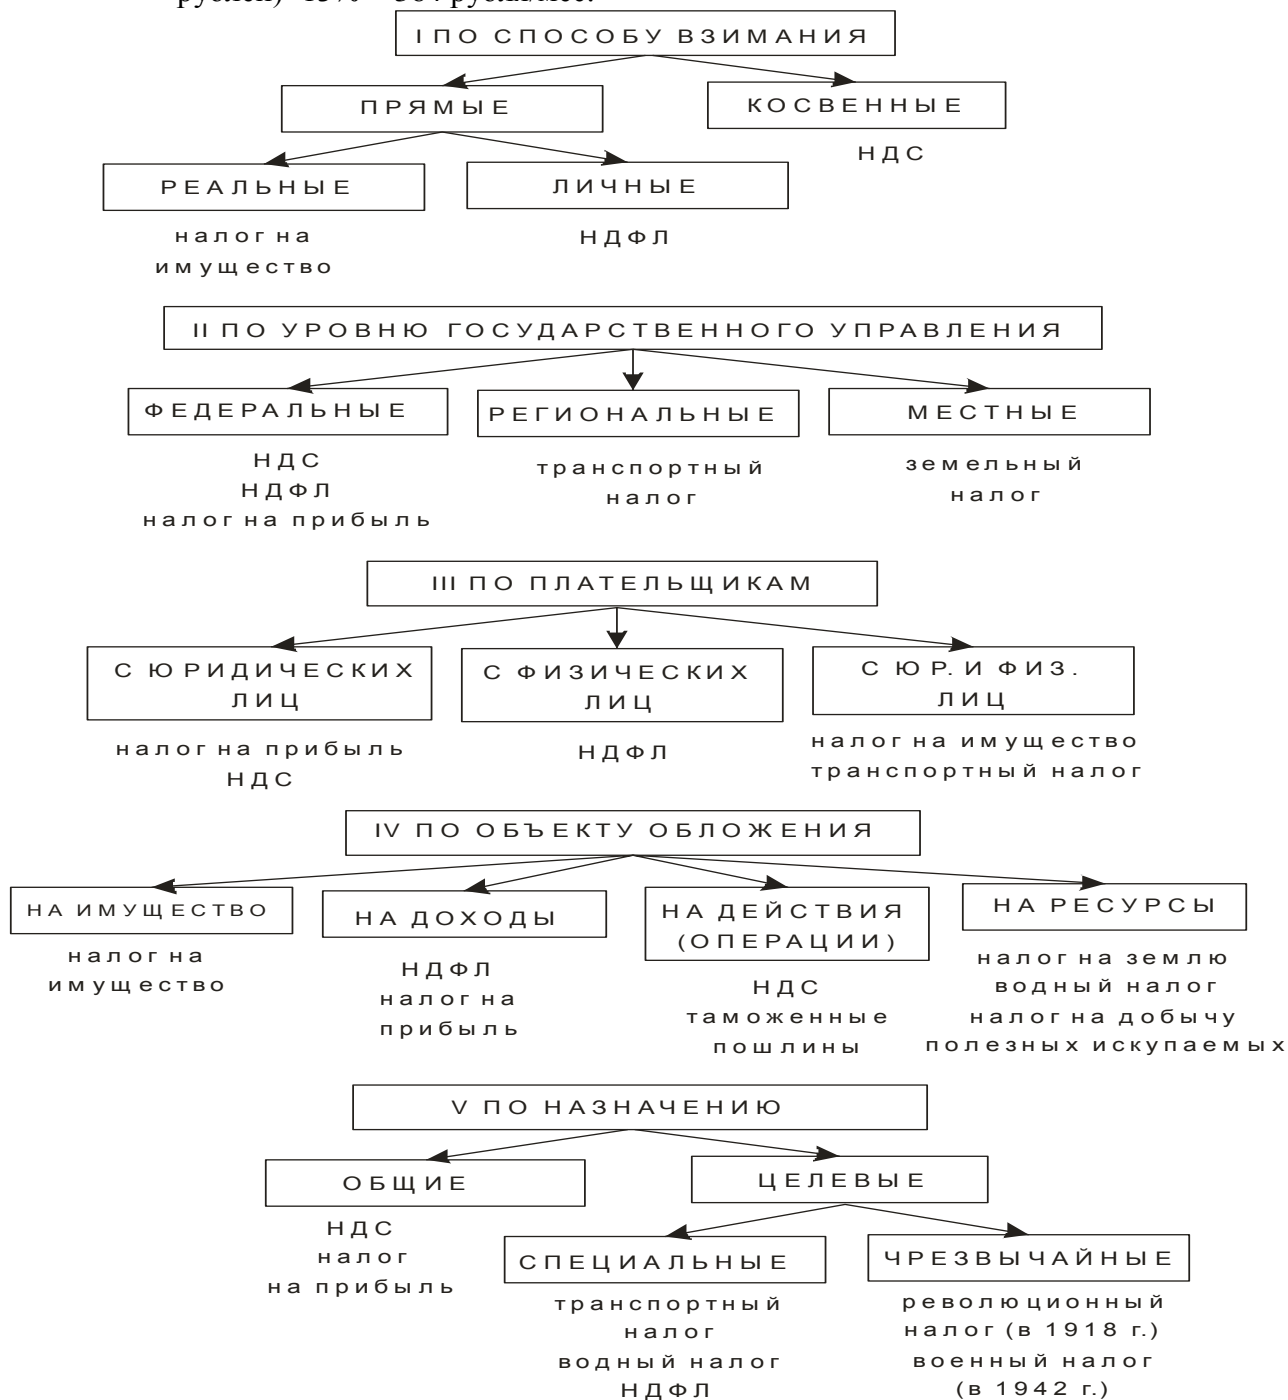 I ПО СПОСОБУ ВЗИМАНИЯ
ПРЯМЫЕ
КОСВЕННЫЕ
НДС
РЕАЛЬНЫЕ
ЛИЧНЫЕ
налог на
имущество
НДФЛ
II ПО УРОВНЮ ГОСУДАРСТВЕННОГО УПРАВЛЕНИЯ
ФЕДЕРАЛЬНЫЕ
РЕГИОНАЛЬНЫЕ
МЕСТНЫЕ
НДС
НДФЛ
налог на прибыль
транспортный
налог
земельный
налог
III ПО ПЛАТЕЛЬЩИКАМ
С ЮРИДИЧЕСКИХ
ЛИЦ
С ФИЗИЧЕСКИХ
ЛИЦ
С ЮР. И ФИЗ.
ЛИЦ
налог на прибыль
НДС
НДФЛ
налог на имущество
транспортный налог
IV ПО ОБЪЕКТУ ОБЛОЖЕНИЯ
НА ИМУЩЕСТВО
НА ДОХОДЫ
НА ДЕЙСТВИЯ
(ОПЕРАЦИИ)
НА РЕСУРСЫ
налог на
имущество
НДФЛ
налог на
прибыль
НДС
таможенные
пошлины
налог на землю
водный налог
налог на добычу
полезных искупаемых
V ПО НАЗНАЧЕНИЮ
ОБЩИЕ
ЦЕЛЕВЫЕ
НДС
налог
на прибыль
СПЕЦИАЛЬНЫЕ
ЧРЕЗВЫЧАЙНЫЕ
транспортный
налог
водный налог
НДФЛ
революционный
налог (в 1918 г.)
военный налог
(в 1942 г.)